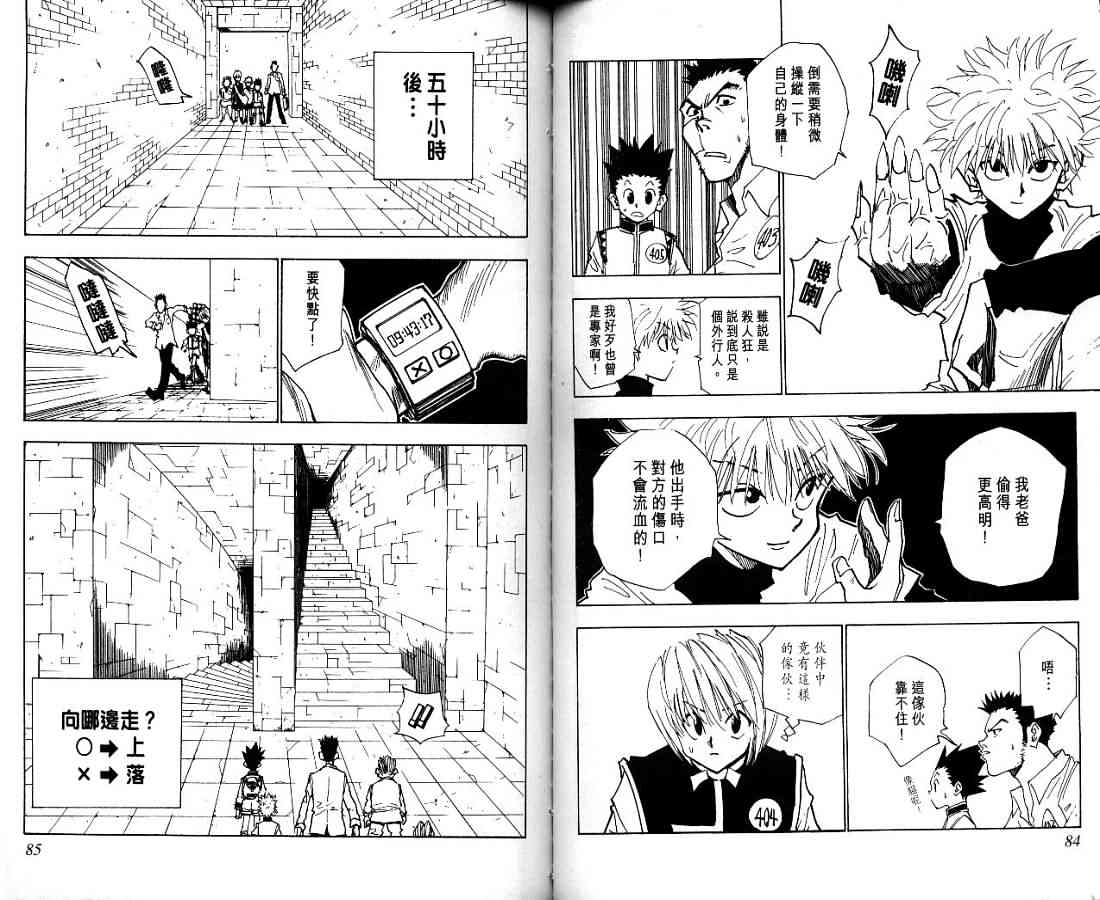 嘰喇
嘰喇
倒需要稍微
操縱一下
自己的身體！
403
405
雖說是
殺人狂，
說到底只是
個外行人。
我好歹也曾
是專家啊！
我老爸
偷得
更高明！
他出手時，
對方的傷口
不會流血的！
唔…
這傢伙
靠不住！
伙伴中
竟有這樣
的傢伙…
404
84
五十小時
後…
噠噠
要快點了！
09:43:17
○
×
噠噠噠
!!
向哪邊走？
○➡上
×➡落
85